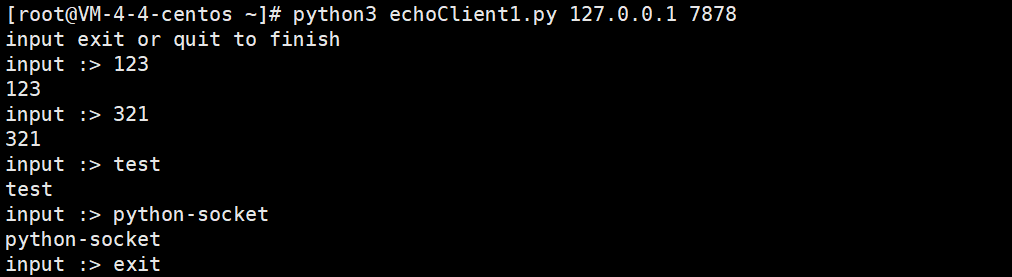 [root@VM-4-4-centos ~]# python3 echoClient1.py 127.0.0.1 7878
input exit or quit to finish
input :> 123
123
input :> 321
321
input :> test
test
input :> python-socket
python-socket
input :> exit